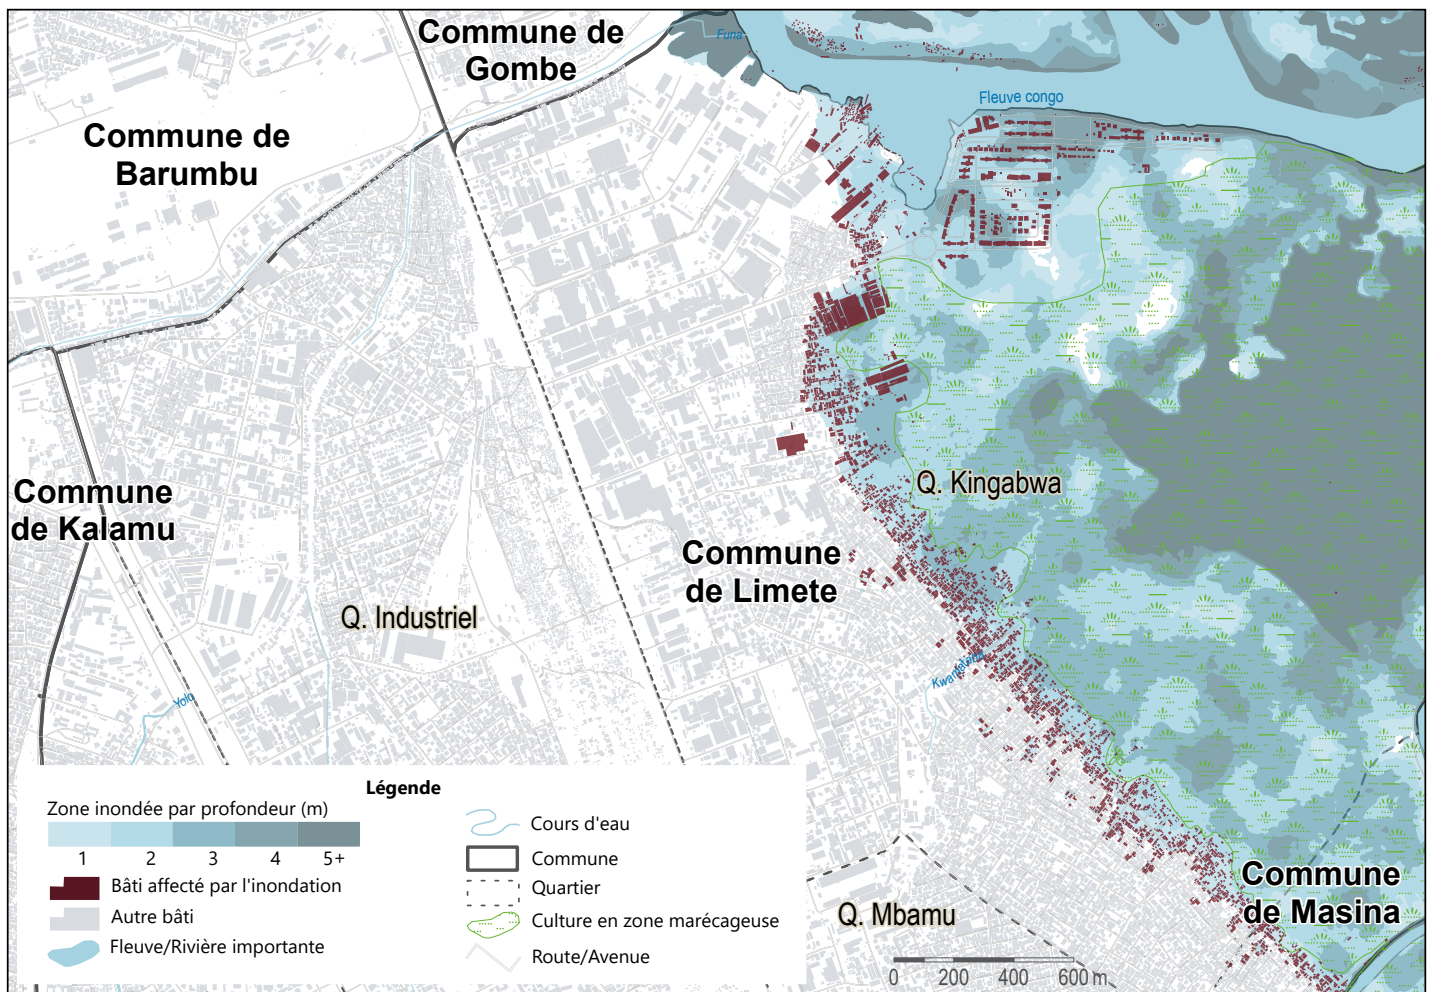 Commune de
Gombe
Funa
Fleuve congo
Commune de
Barumbu
Commune
de Kalamu
Q. Kingabwa
Commune
de Limete
Q. Industriel
Kwamalanga
Yolo
Légende
Zone inondée par profondeur (m)
1 2 3 4 5+
Bâti affecté par l'inondation
Autre bâti
Fleuve/Rivière importante
Cours d'eau
Commune
Quartier
Culture en zone marécageuse
Route/Avenue
Q. Mbamu
Commune
de Masina
0 200 400 600 m